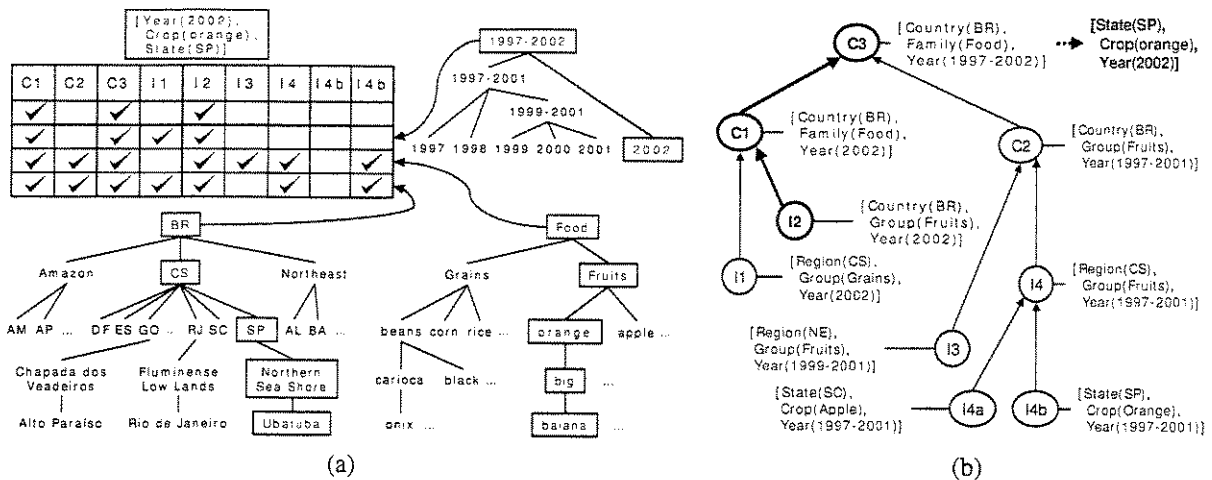 [Year(2002),
Crop(orange),
State(SP)]
C1 C2 C3 I1 I2 I3 I4 I4b I4b
1997-2002
1997-2001
1999-2001
1997 1998 1999 2000 2001 2002
BR
Amazon CS Northeast
AM AP ... DF ES GO .. RJ SC SP AL BA ...
Chapada dos
Veadeiros
Fluminense
Low Lands
Northern
Sea Shore
Alto Paraíso Rio de Janeiro Ubatuba
Food
Grains Fruits
beans corn rice ... orange apple...
carioca black ... big ...
onix ... baiana ...
(a)
C3
[Country(BR),
Family(Food),
Year(1997-2002)]
[State(SP),
Crop(orange),
Year(2002)]
C1
[Country(BR),
Family(Food),
Year(2002)]
C2
[Country(BR),
Group(Fruits),
Year(1997-2001)]
I2
[Country(BR),
Group(Fruits),
Year(2002)]
I1
[Region(CS),
Group(Grains),
Year(2002)]
I4
[Region(CS),
Group(Fruits),
Year(1997-2001)]
[Region(NE),
Group(Fruits),
Year(1999-2001)]
I3
[State(SC),
Crop(Apple),
Year(1997-2001)]
I4a
I4b
[State(SP),
Crop(Orange),
Year(1997-2001)]
(b)